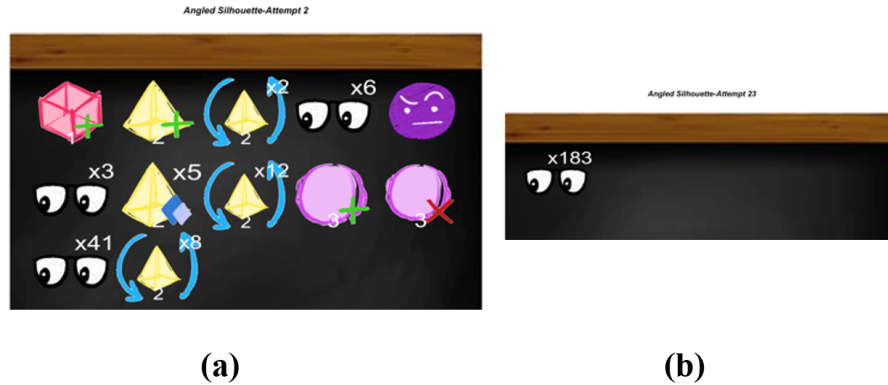 Angled Silhouette-Attempt 2
1 2 x2 2 x6
x3 x5 2 x12 2 3 3
x41 x8 2
(a)
Angled Silhouette-Attempt 23
x183
(b)